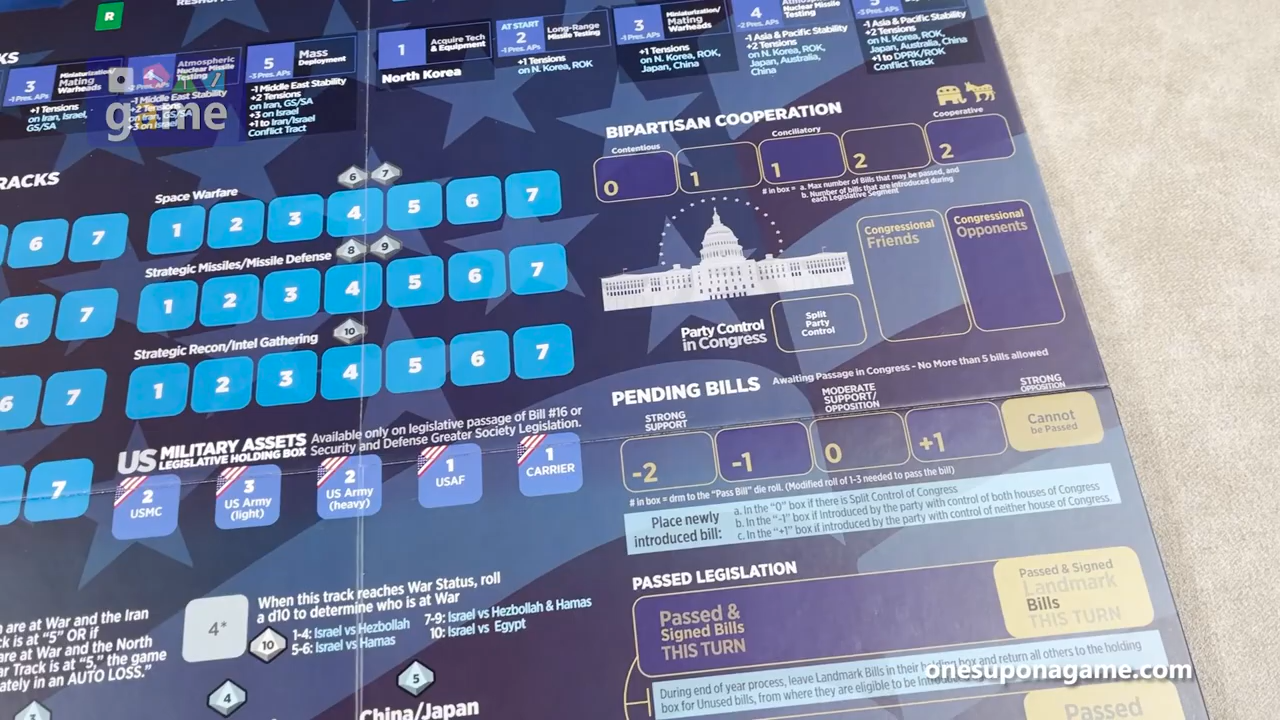 R
3
-1 Pres. APs
Mating
Warheads
+1 Tensions
on Iran, Israel,
GS/SA
4
Atmospheric
Nuclear Missile
Testing
-1 Middle East Stability
+2 Tensions
on Iran, GS/SA
+3 on Israel
5
-3 Pres. APs
Mass
Deployment
-1 Middle East Stability
+2 Tensions
on Iran, GS/SA
+3 on Israel
+1 to Iran/Israel
Conflict Track
game
1
Acquire Tech
& Equipment
North Korea
AT START
2
-1 Pres. APs
Long-Range
Missile Testing
+1 Tensions
on N. Korea, ROK
3
-1 Pres. APs
Miniaturization/
Mating
Warheads
+1 Tensions
on N. Korea, ROK,
Japan, China
4
-2 Pres. APs
Nuclear Missile
Testing
-1 Asia & Pacific Stability
+2 Tensions
on N. Korea, ROK,
Japan, Australia,
China
-3 Pres. APs
-1 Asia & Pacific Stability
+2 Tensions
on N. Korea, ROK,
Japan, Australia, China
+1 to DPRK/ROK
Conflict Track
RACKS
Space Warfare
6 7
6 7
1 2 3 4 5 6 7
Strategic Missiles/Missile Defense
8 9
6 7
1 2 3 4 5 6 7
Strategic Recon/Intel Gathering
10
6 7
1 2 3 4 5 6 7
7
US MILITARY ASSETS
LEGISLATIVE HOLDING BOX
Available only on legislative passage of Bill #16 or
Security and Defense Greater Society Legislation.
2
USMC
3
US Army
(light)
2
US Army
(heavy)
1
USAF
1
CARRIER
BIPARTISAN COOPERATION
Contentious
Conciliatory
Cooperative
0 1 1 2 2
# in box = a. Max number of Bills that may be passed, and
b. Number of bills that are introduced during
each Legislative Segment
Congressional
Friends
Congressional
Opponents
Party Control
in Congress
Split
Party
Control
PENDING BILLS
Awaiting Passage in Congress - No More than 5 bills allowed
STRONG
SUPPORT
MODERATE
SUPPORT/
OPPOSITION
STRONG
OPPOSITION
-2 -1 0 +1
Cannot
be Passed
# in box = drm to the "Pass Bill" die roll. (Modified roll of 1-3 needed to pass the bill)
Place newly
introduced bill:
a. In the "0" box if there is Split Control of Congress
b. In the "-1" box if introduced by the party with control of both houses of Congress
c. In the "+1" box if introduced by the party with control of neither house of Congress.
PASSED LEGISLATION
Passed &
Signed Bills
THIS TURN
Passed & Signed
Landmark
Bills
THIS TURN
During end of year process, leave Landmark Bills in their holding box and return all others to the holding
box for Unused bills, from where they are eligible to be
onesuponagame.com
Passed
are at War and the Iran
k is at "5" OR if
are at War and the North
ar Track is at "5," the game
ately in an AUTO LOSS."
4*
10
When this track reaches War Status, roll
a d10 to determine who is at War
1-4: Israel vs Hezbollah
5-6: Israel vs Hamas
7-9: Israel vs Hezbollah & Hamas
10: Israel vs Egypt
4
5
China/Japan